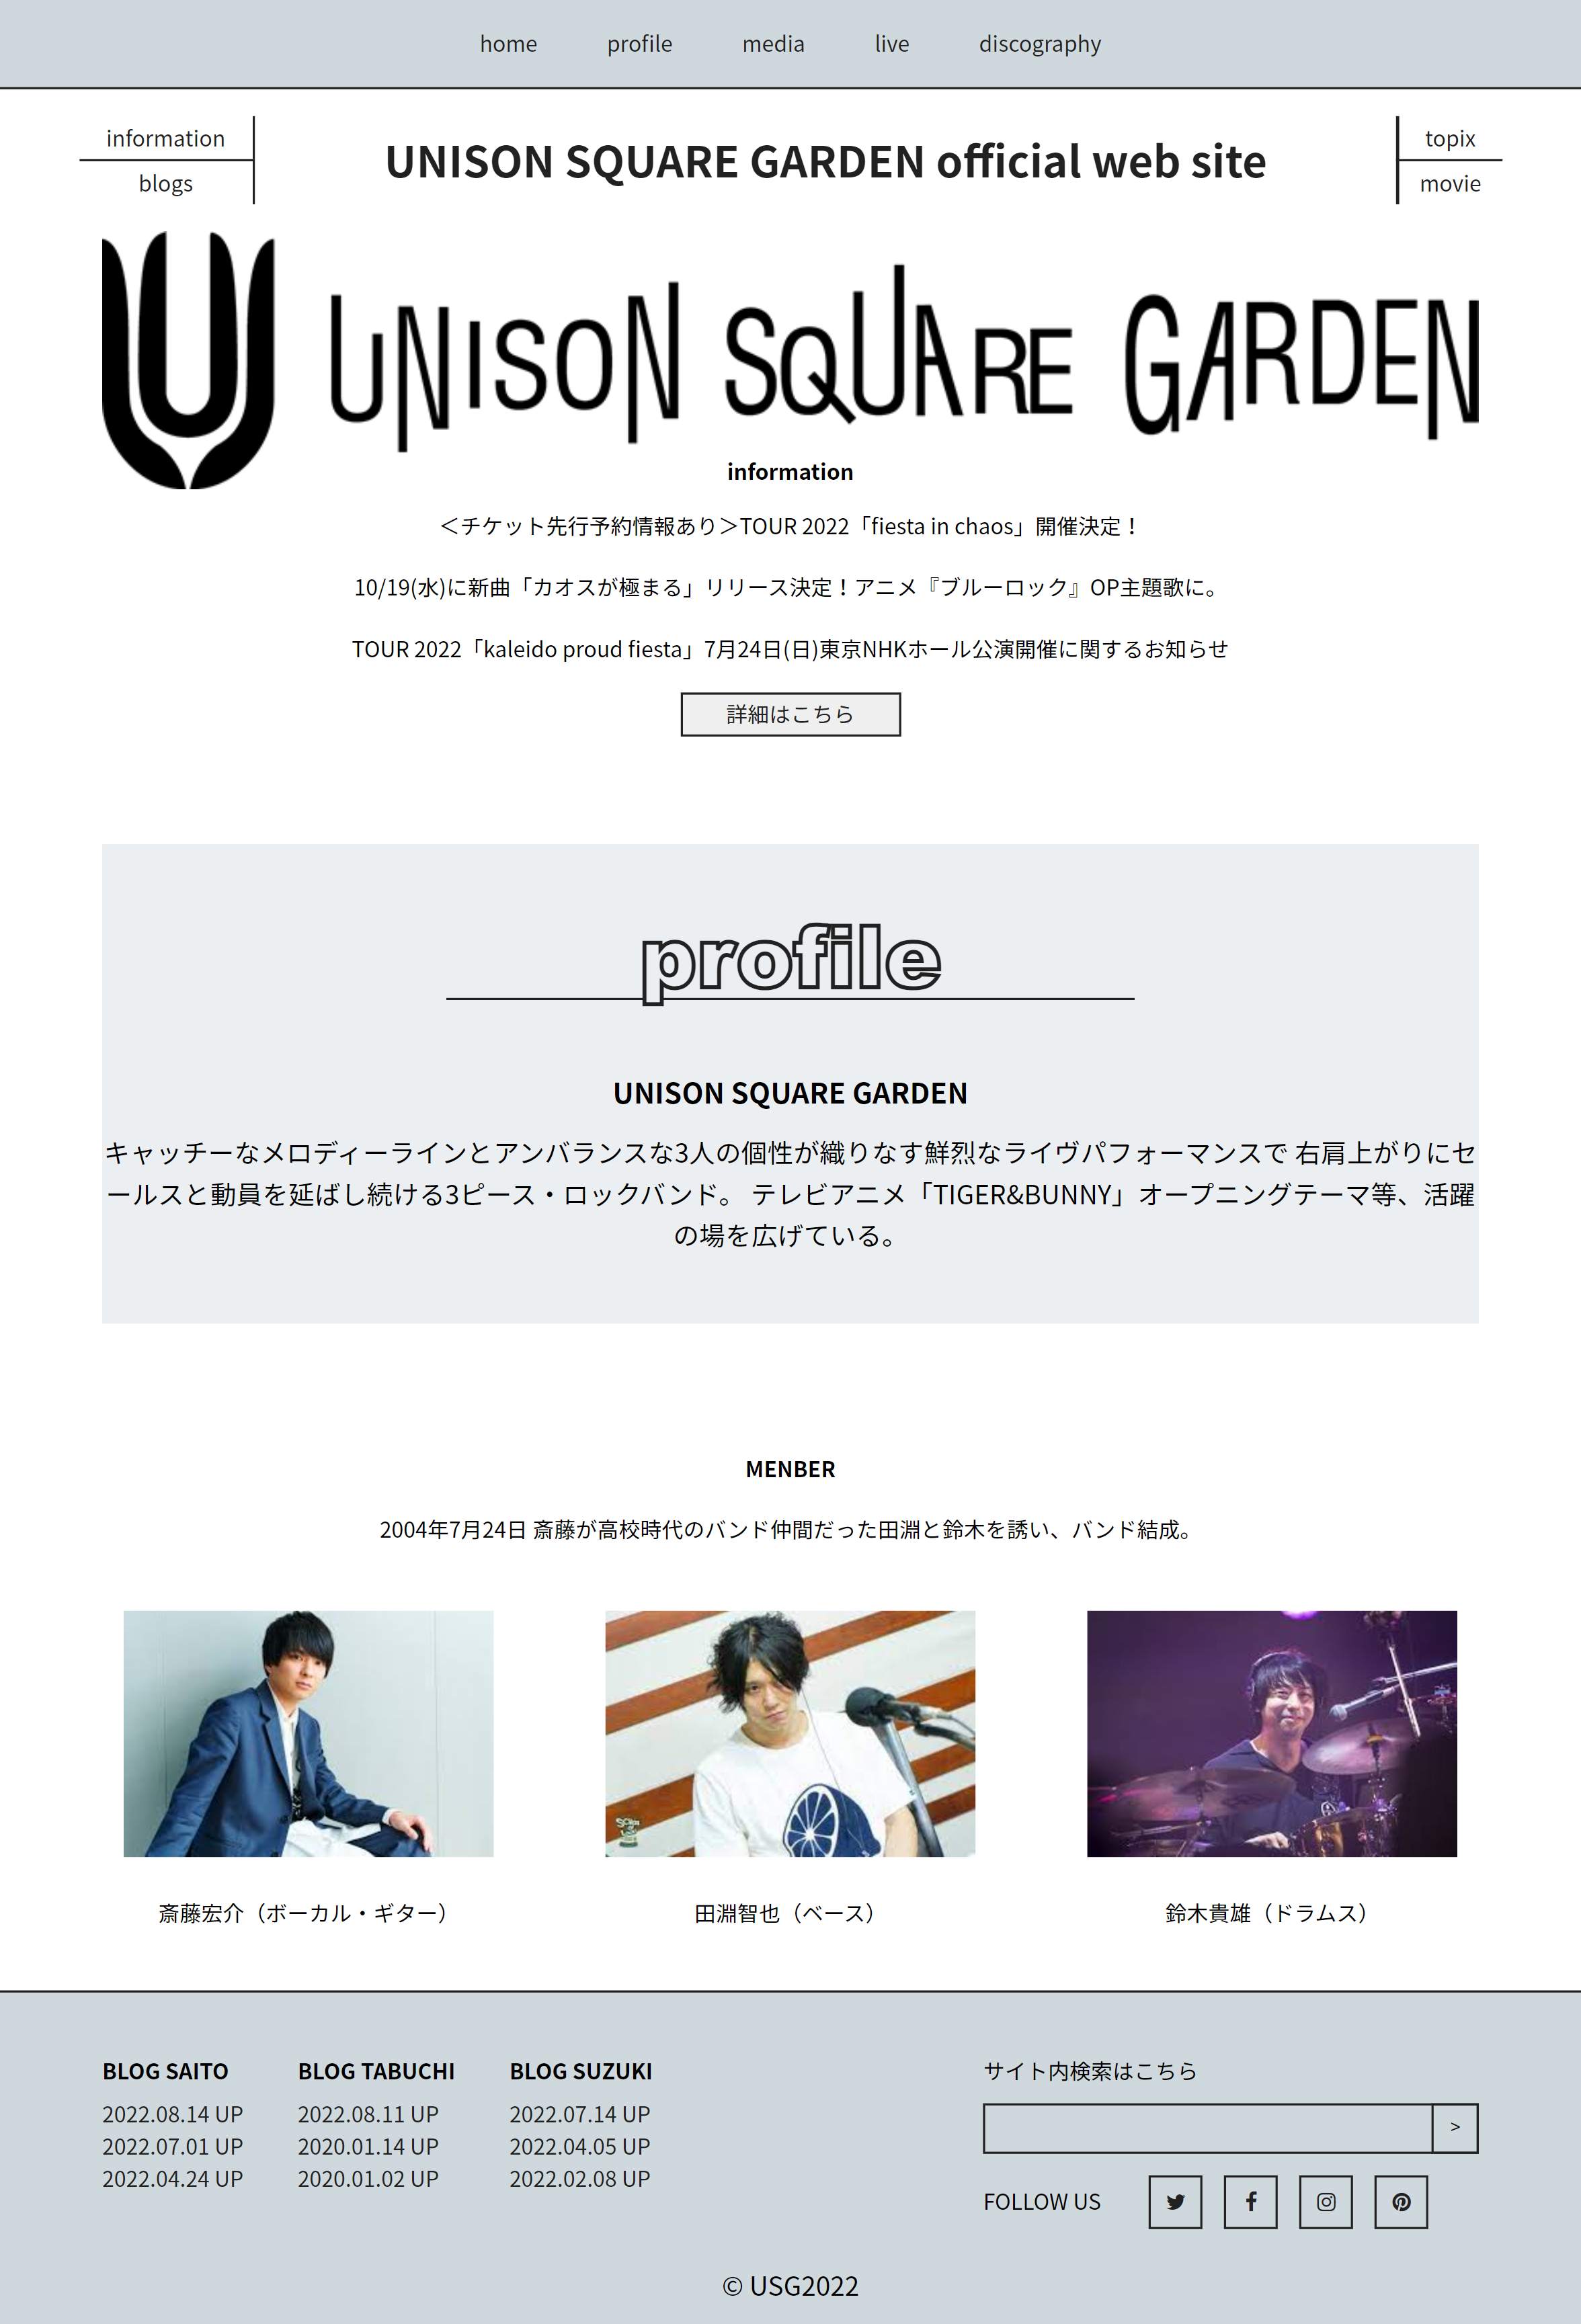 home profile media live discography
information
blogs
UNISON SQUARE GARDEN official web site
topix
movie
UNISON SQUARE GARDEN
information
＜チケット先行予約情報あり＞TOUR 2022「fiesta in chaos」開催決定！
10/19(水)に新曲「カオスが極まる」リリース決定！アニメ『ブルーロック』OP主題歌に。
TOUR 2022「kaleido proud fiesta」7月24日(日)東京NHKホール公演開催に関するお知らせ
詳細はこちら
profile
UNISON SQUARE GARDEN
キャッチーなメロディーラインとアンバランスな3人の個性が織りなす鮮烈なライヴパフォーマンスで 右肩上がりにセ
ールスと動員を延ばし続ける3ピース・ロックバンド。 テレビアニメ「TIGER&BUNNY」オープニングテーマ等、活躍
の場を広げている。
MENBER
2004年7月24日 斎藤が高校時代のバンド仲間だった田淵と鈴木を誘い、バンド結成。
斎藤宏介（ボーカル・ギター）
田淵智也（ベース）
鈴木貴雄（ドラムス）
BLOG SAITO
2022.08.14 UP
2022.07.01 UP
2022.04.24 UP
BLOG TABUCHI
2022.08.11 UP
2020.01.14 UP
2020.01.02 UP
BLOG SUZUKI
2022.07.14 UP
2022.04.05 UP
2022.02.08 UP
サイト内検索はこちら
>
FOLLOW US
© USG2022